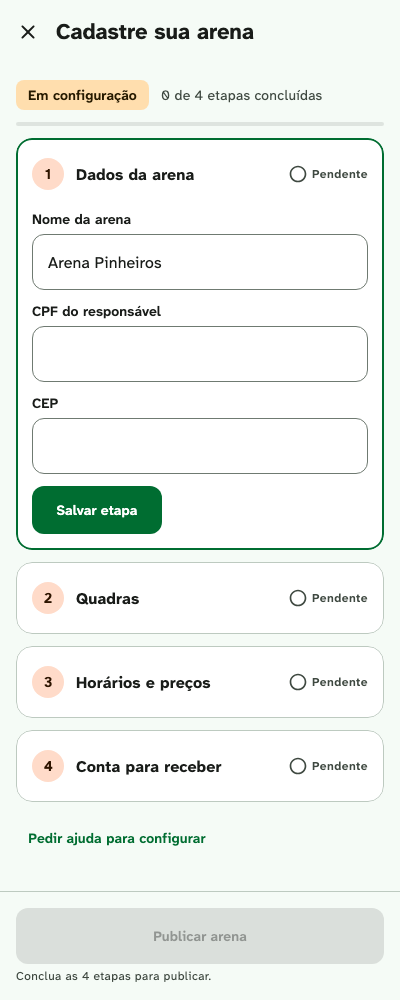 Cadastre sua arena
Em configuração
0 de 4 etapas concluídas
1
Dados da arena
Pendente
Nome da arena
Arena Pinheiros
CPF do responsável
CEP
Salvar etapa
2
Quadras
Pendente
3
Horários e preços
Pendente
4
Conta para receber
Pendente
Pedir ajuda para configurar
Publicar arena
Conclua as 4 etapas para publicar.